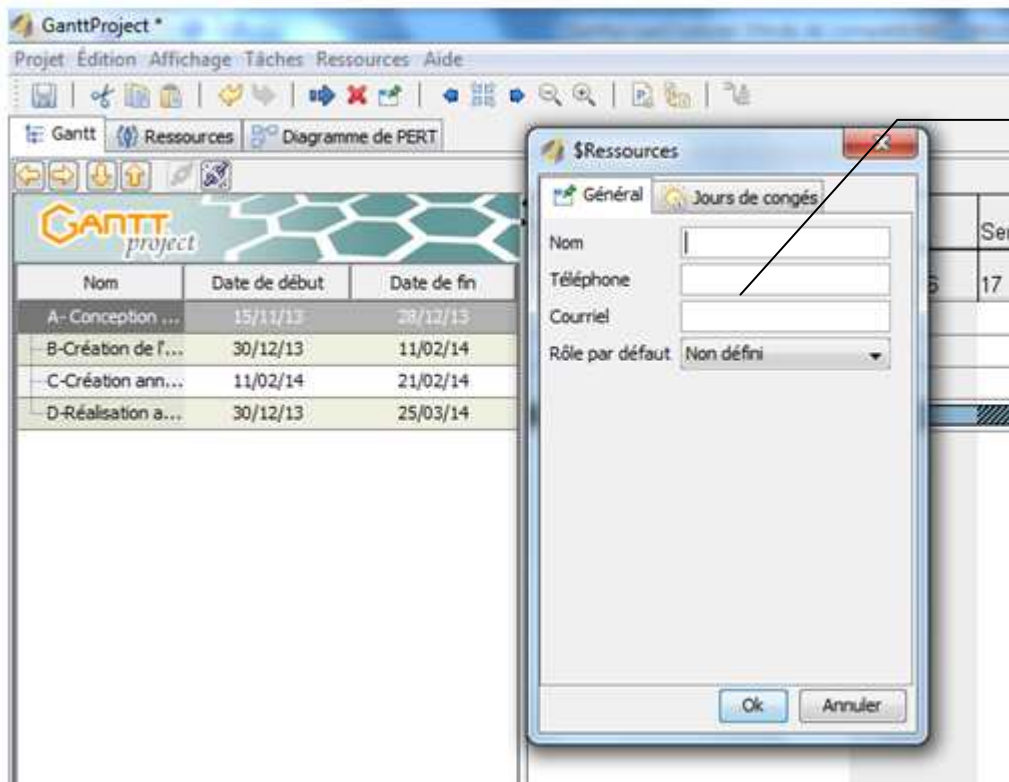 GanttProject *
Projet Édition Affichage Tâches Ressources Aide
Gantt Ressources Diagramme de PERT
GANTT
project
Nom Date de début Date de fin
A- Conception ... 15/11/13 28/12/13
B-Création de l'... 30/12/13 11/02/14
C-Création ann... 11/02/14 21/02/14
D-Réalisation a... 30/12/13 25/03/14
$Ressources
Général Jours de congés
Nom
Téléphone
Courriel
Rôle par défaut Non défini
Ok Annuler
17